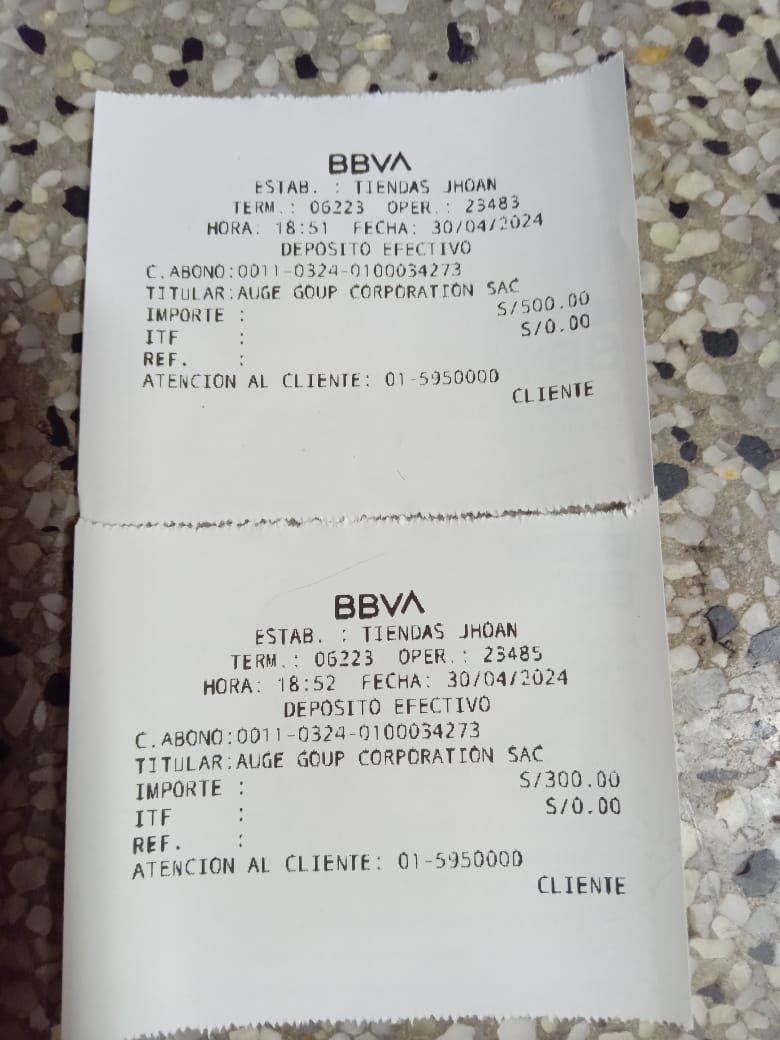 BBVA
ESTAB. : TIENDAS JHOAN
TERM.: 06223 OPER.: 23483
HORA: 18:51 FECHA: 30/04/2024
DEPOSITO EFECTIVO
C.ABONO:0011-0324-0100034273
TITULAR:AUGE GOUP CORPORATION SAC
IMPORTE : S/500.00
ITF : S/0.00
REF. :
ATENCION AL CLIENTE: 01-5950000
CLIENTE
BBVA
ESTAB. : TIENDAS JHOAN
TERM.: 06223 OPER.: 23485
HORA: 18:52 FECHA: 30/04/2024
DEPOSITO EFECTIVO
C.ABONO:0011-0324-0100034273
TITULAR:AUGE GOUP CORPORATION SAC
IMPORTE : S/300.00
ITF : S/0.00
REF. :
ATENCION AL CLIENTE: 01-5950000
CLIENTE